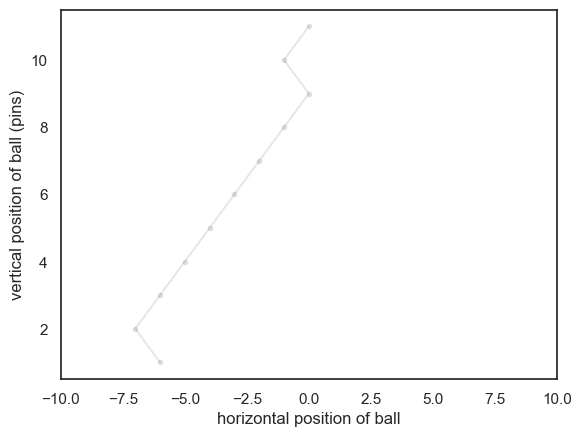 vertical position of ball (pins)
10
8
6
4
2
−10.0 −7.5 −5.0 −2.5 0.0 2.5 5.0 7.5 10.0
horizontal position of ball